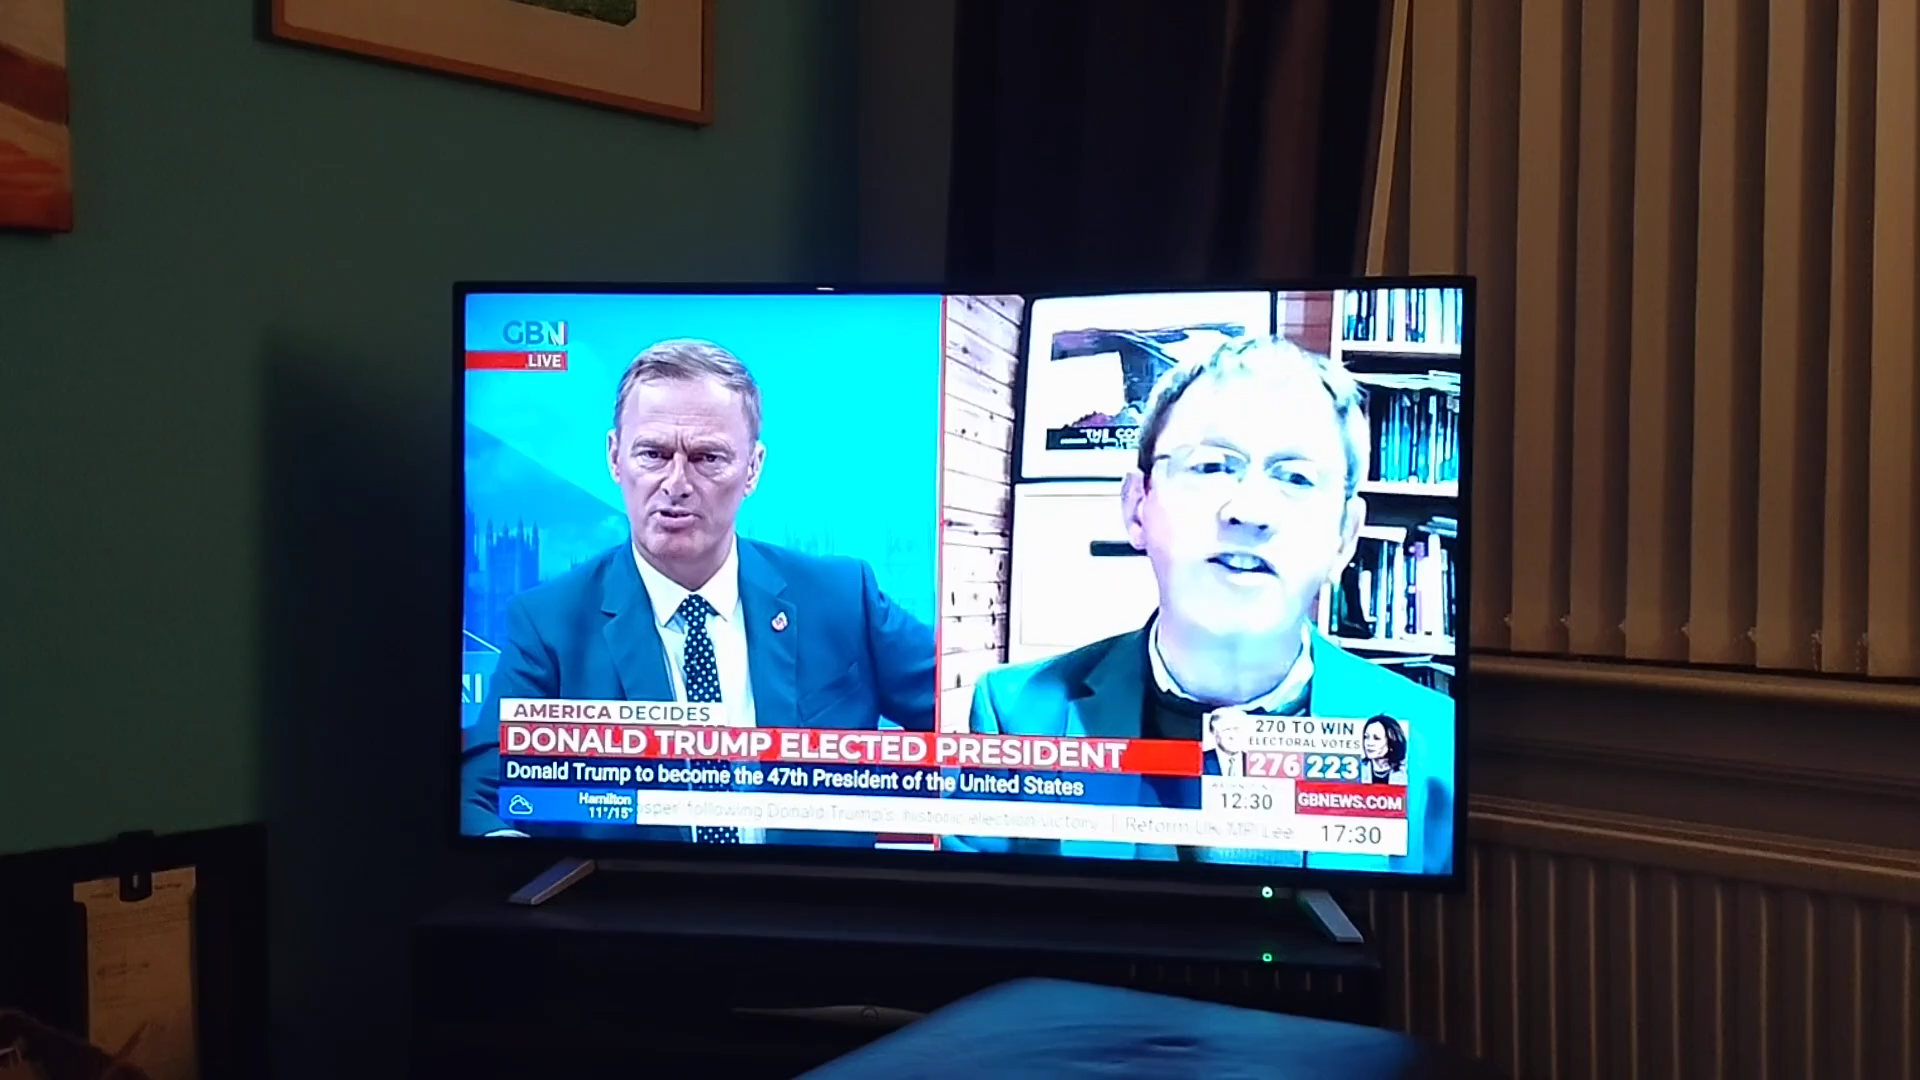 GBN
LIVE
"THE CO
AMERICA DECIDES
DONALD TRUMP ELECTED PRESIDENT
Donald Trump to become the 47th President of the United States
270 TO WIN
ELECTORAL VOTES
276 223
Hamilton
11°/15°
12:30
GBNEWS.COM
following Donald Trump's historic election victory | Reform UK MP Lee
17:30